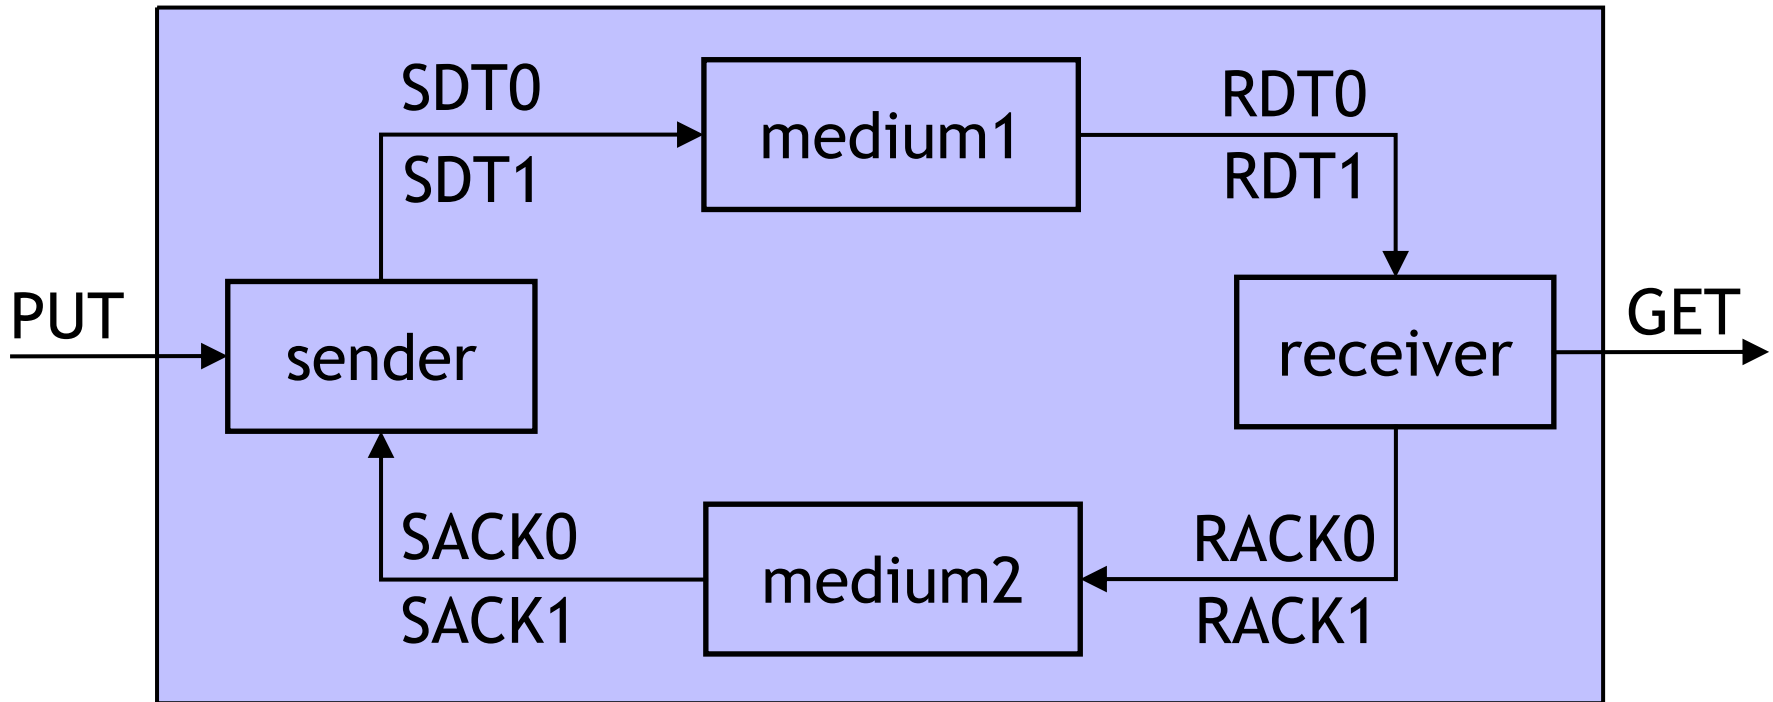 SDT0
SDT1
medium1
RDT0
RDT1
PUT
sender
receiver
GET
SACK0
SACK1
medium2
RACK0
RACK1